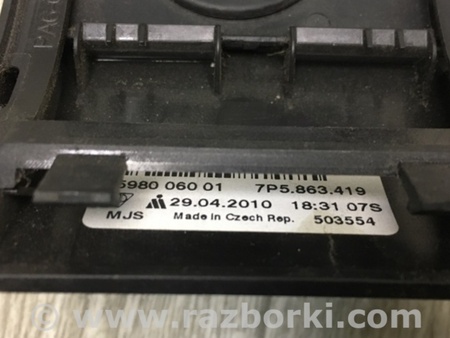 PAG
5980 060 01 7P5.863.419
29.04.2010 18:31 07S
MJS Made in Czech Rep. 503554
www.razborki.com